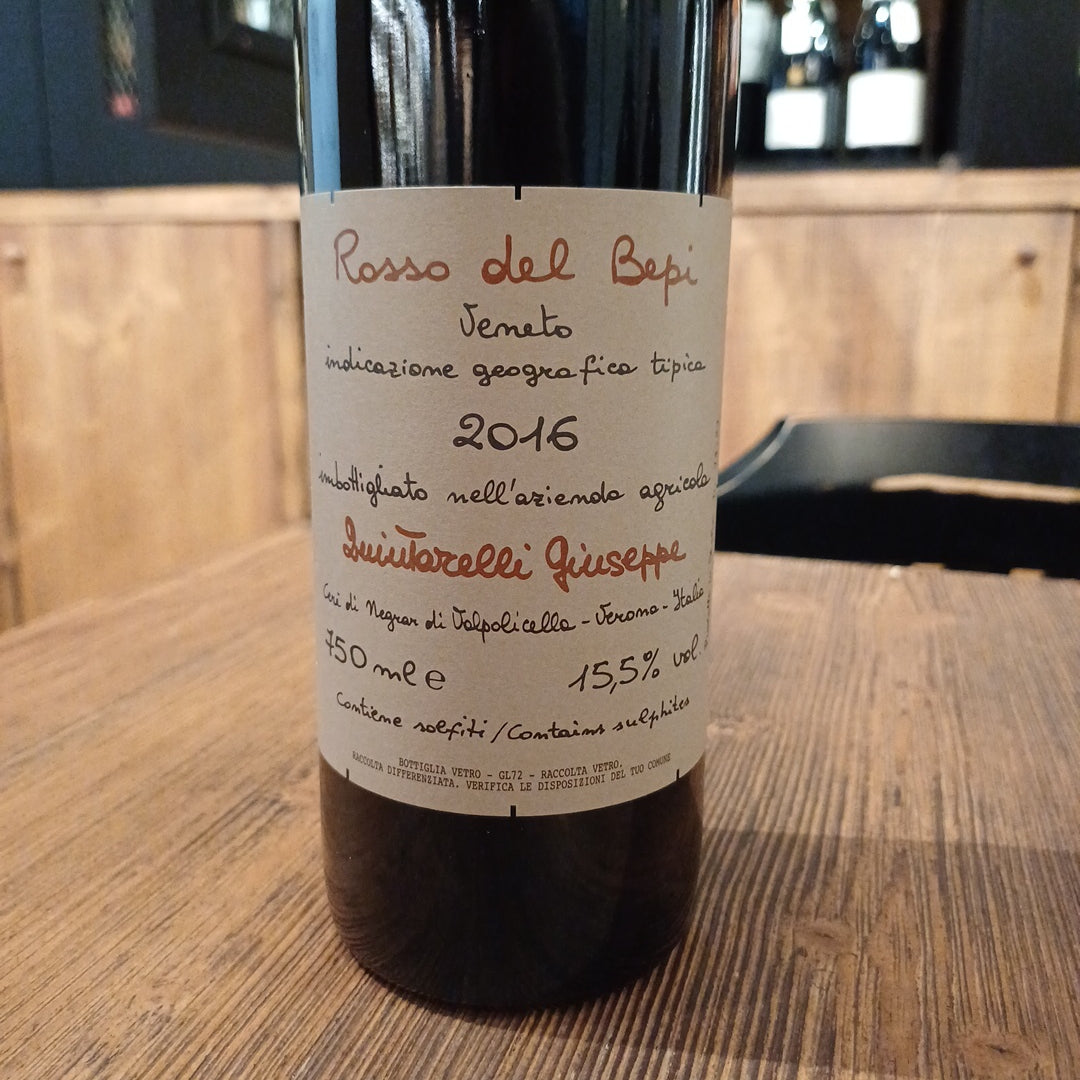 Rosso del Bepi
Veneto
indicazione geografica tipica
2016
imbottigliato nell'azienda agricola
Quintarelli Giuseppe
Cerè di Negrar di Valpolicella - Verona - Italia
750 ml e 15,5% vol.
Contiene solfiti / Contains sulphites
BOTTIGLIA VETRO - GL72 - RACCOLTA VETRO.
RACCOLTA DIFFERENZIATA. VERIFICA LE DISPOSIZIONI DEL TUO COMUNE